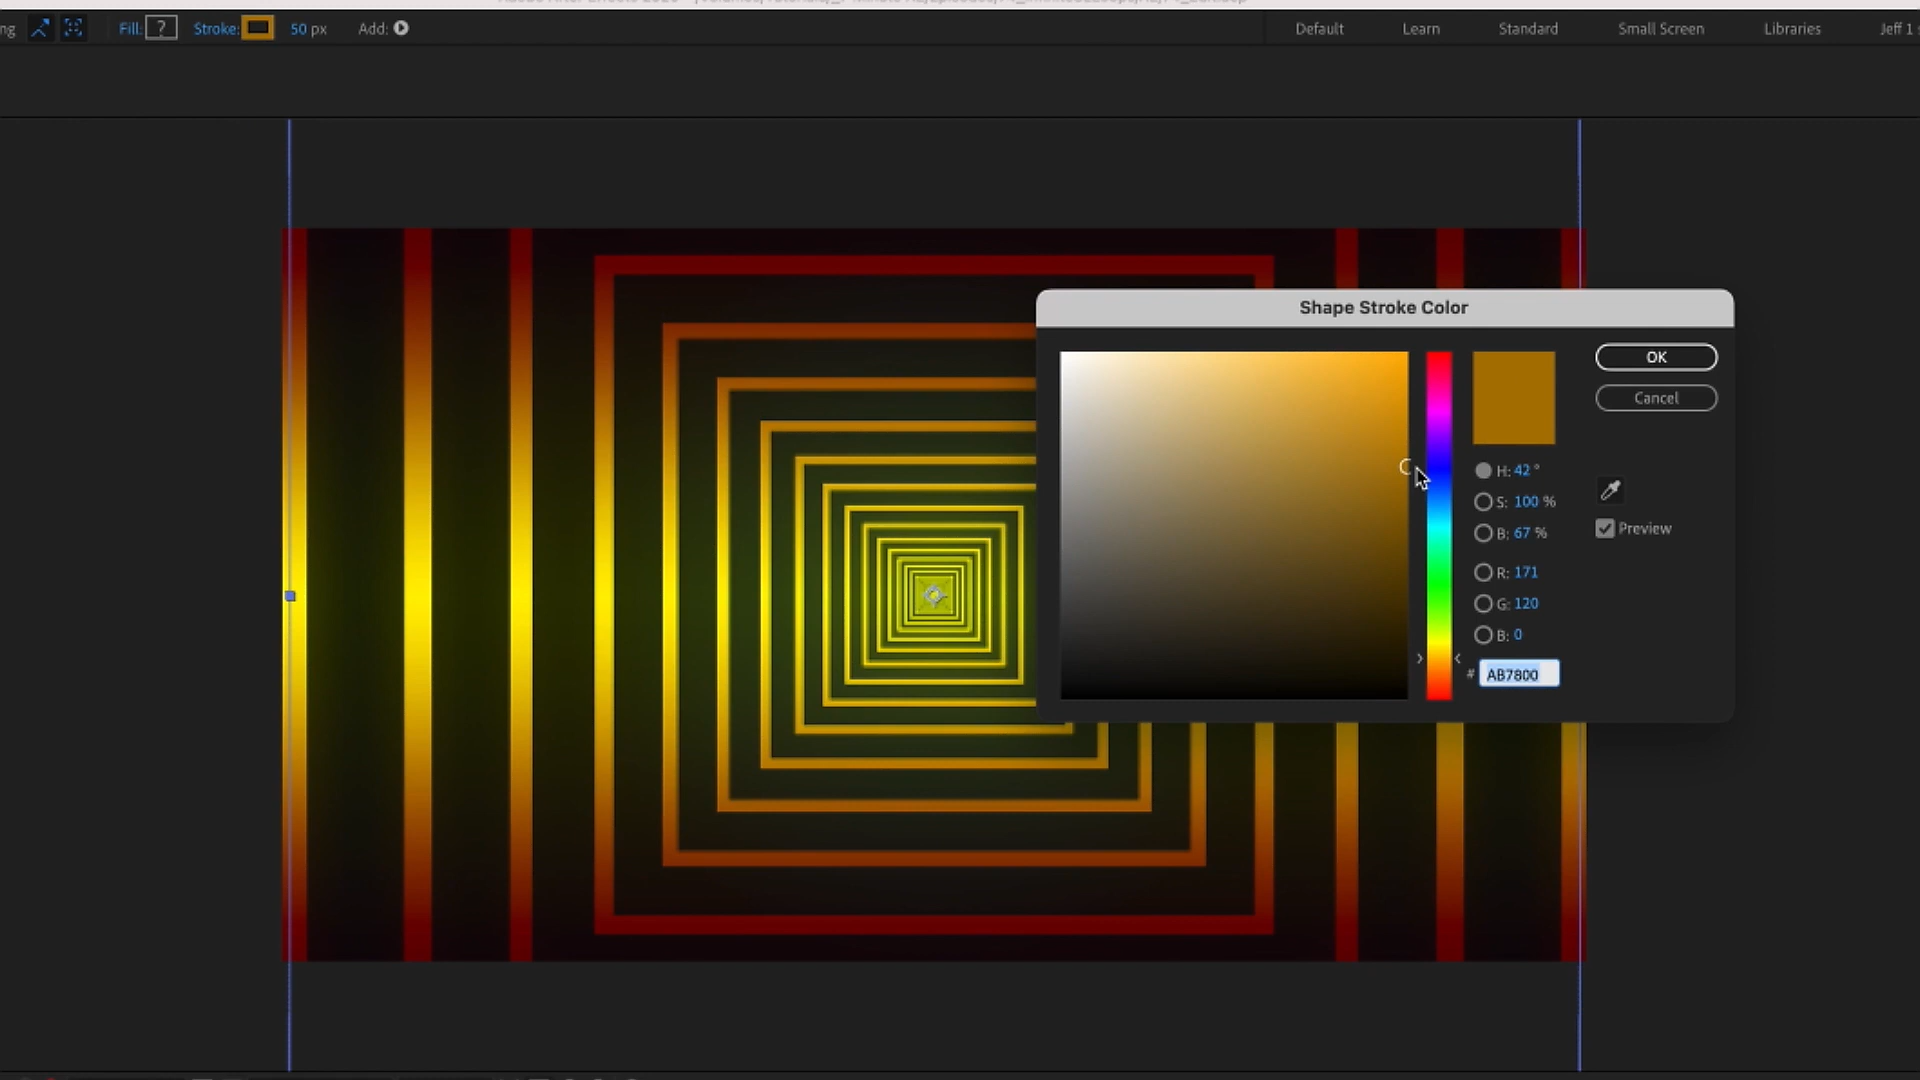 ng Fill: ? Stroke: 50 px Add: Default Learn Standard Small Screen Libraries Jeff 1
Shape Stroke Color
OK
Cancel
H: 42 °
S: 100 %
B: 67 %
Preview
R: 171
G: 120
B: 0
# AB7800